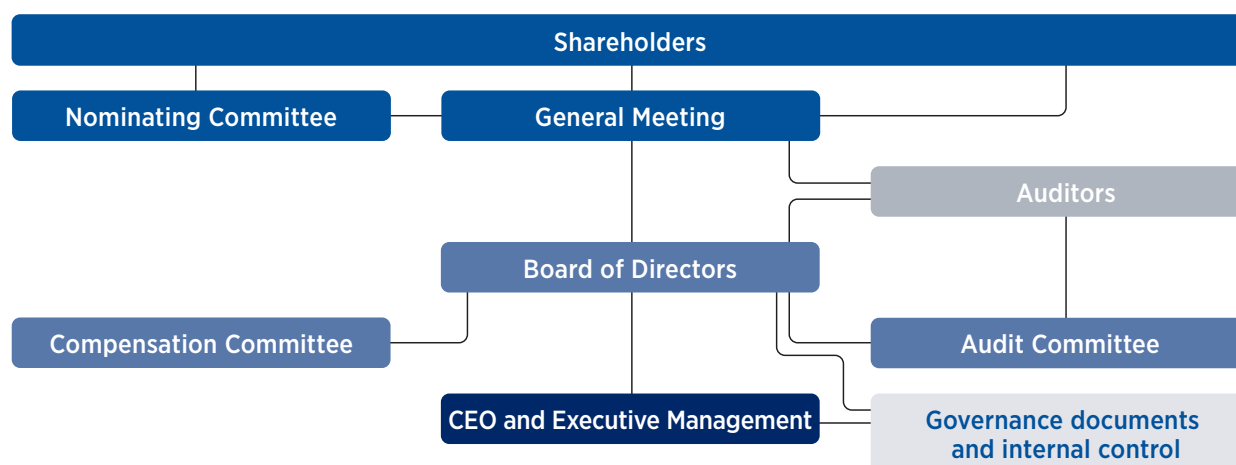 Shareholders
Nominating Committee
General Meeting
Auditors
Board of Directors
Compensation Committee
Audit Committee
CEO and Executive Management
Governance documents
and internal control